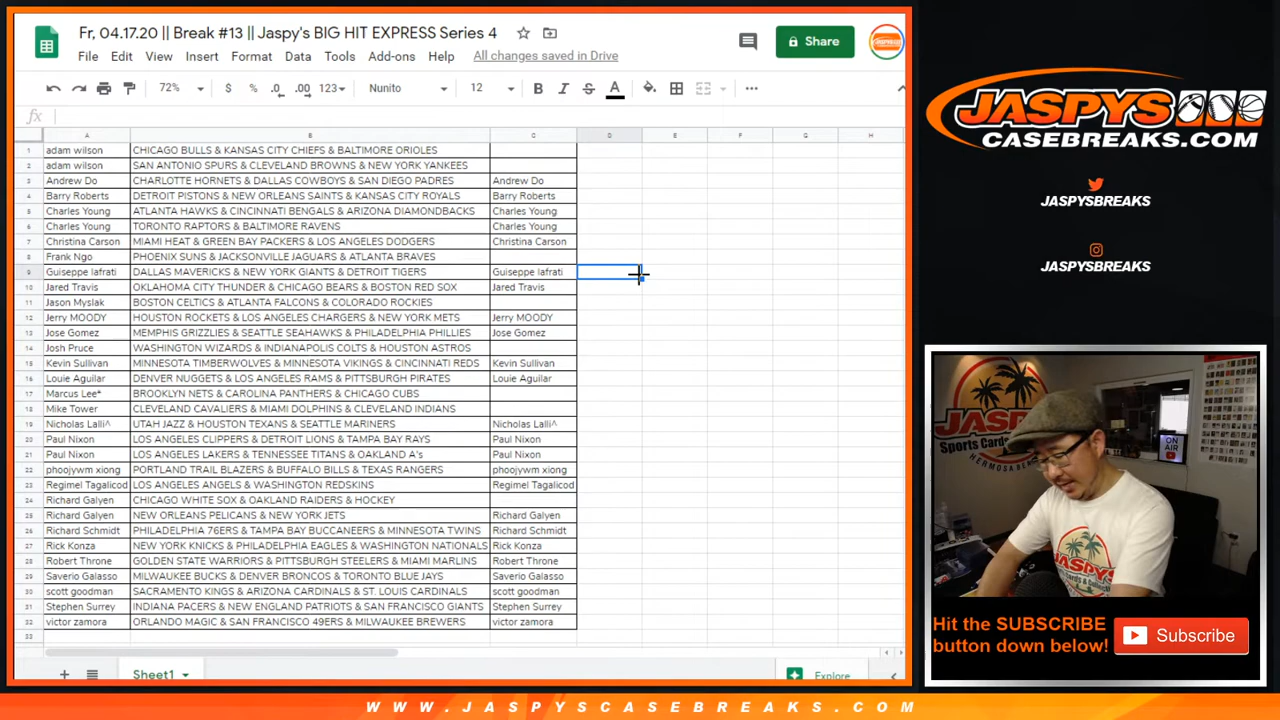 Fr, 04.17.20 || Break #13 || Jaspy's BIG HIT EXPRESS Series 4
Share
File Edit View Insert Format Data Tools Add-ons Help All changes saved in Drive
72% $ % .0 .00 123 Nunito 12 B I S A
fx
A B C D E F G H
1 adam wilson CHICAGO BULLS & KANSAS CITY CHIEFS & BALTIMORE ORIOLES
2 adam wilson SAN ANTONIO SPURS & CLEVELAND BROWNS & NEW YORK YANKEES
3 Andrew Do CHARLOTTE HORNETS & DALLAS COWBOYS & SAN DIEGO PADRES Andrew Do
4 Barry Roberts DETROIT PISTONS & NEW ORLEANS SAINTS & KANSAS CITY ROYALS Barry Roberts
5 Charles Young ATLANTA HAWKS & CINCINNATI BENGALS & ARIZONA DIAMONDBACKS Charles Young
6 Charles Young TORONTO RAPTORS & BALTIMORE RAVENS Charles Young
7 Christina Carson MIAMI HEAT & GREEN BAY PACKERS & LOS ANGELES DODGERS Christina Carson
8 Frank Ngo PHOENIX SUNS & JACKSONVILLE JAGUARS & ATLANTA BRAVES
9 Guiseppe Iafrati DALLAS MAVERICKS & NEW YORK GIANTS & DETROIT TIGERS Guiseppe Iafrati
10 Jared Travis OKLAHOMA CITY THUNDER & CHICAGO BEARS & BOSTON RED SOX Jared Travis
11 Jason Myslak BOSTON CELTICS & ATLANTA FALCONS & COLORADO ROCKIES
12 Jerry MOODY HOUSTON ROCKETS & LOS ANGELES CHARGERS & NEW YORK METS Jerry MOODY
13 Jose Gomez MEMPHIS GRIZZLIES & SEATTLE SEAHAWKS & PHILADELPHIA PHILLIES Jose Gomez
14 Josh Pruce WASHINGTON WIZARDS & INDIANAPOLIS COLTS & HOUSTON ASTROS
15 Kevin Sullivan MINNESOTA TIMBERWOLVES & MINNESOTA VIKINGS & CINCINNATI REDS Kevin Sullivan
16 Louie Aguilar DENVER NUGGETS & LOS ANGELES RAMS & PITTSBURGH PIRATES Louie Aguilar
17 Marcus Lee* BROOKLYN NETS & CAROLINA PANTHERS & CHICAGO CUBS
18 Mike Tower CLEVELAND CAVALIERS & MIAMI DOLPHINS & CLEVELAND INDIANS
19 Nicholas Lalli^ UTAH JAZZ & HOUSTON TEXANS & SEATTLE MARINERS Nicholas Lalli^
20 Paul Nixon LOS ANGELES CLIPPERS & DETROIT LIONS & TAMPA BAY RAYS Paul Nixon
21 Paul Nixon LOS ANGELES LAKERS & TENNESSEE TITANS & OAKLAND A's Paul Nixon
22 phoojywm xiong PORTLAND TRAIL BLAZERS & BUFFALO BILLS & TEXAS RANGERS phoojywm xiong
23 Regimel Tagalicod LOS ANGELES ANGELS & WASHINGTON REDSKINS Regimel Tagalicod
24 Richard Galyen CHICAGO WHITE SOX & OAKLAND RAIDERS & HOCKEY
25 Richard Galyen NEW ORLEANS PELICANS & NEW YORK JETS Richard Galyen
26 Richard Schmidt PHILADELPHIA 76ERS & TAMPA BAY BUCCANEERS & MINNESOTA TWINS Richard Schmidt
27 Rick Konza NEW YORK KNICKS & PHILADELPHIA EAGLES & WASHINGTON NATIONALS Rick Konza
28 Robert Throne GOLDEN STATE WARRIORS & PITTSBURGH STEELERS & MIAMI MARLINS Robert Throne
29 Saverio Galasso MILWAUKEE BUCKS & DENVER BRONCOS & TORONTO BLUE JAYS Saverio Galasso
30 scott goodman SACRAMENTO KINGS & ARIZONA CARDINALS & ST. LOUIS CARDINALS scott goodman
31 Stephen Surrey INDIANA PACERS & NEW ENGLAND PATRIOTS & SAN FRANCISCO GIANTS Stephen Surrey
32 victor zamora ORLANDO MAGIC & SAN FRANCISCO 49ERS & MILWAUKEE BREWERS victor zamora
33
Sheet1 Explore
JASPYS
CASEBREAKS.COM
JASPYSBREAKS
JASPYSBREAKS
JASPY'S
Sports Cards
HERMOSA BEACH
ON AIR
Hit the SUBSCRIBE
button down below!
Subscribe
WWW.JASPYSCASEBREAKS.COM